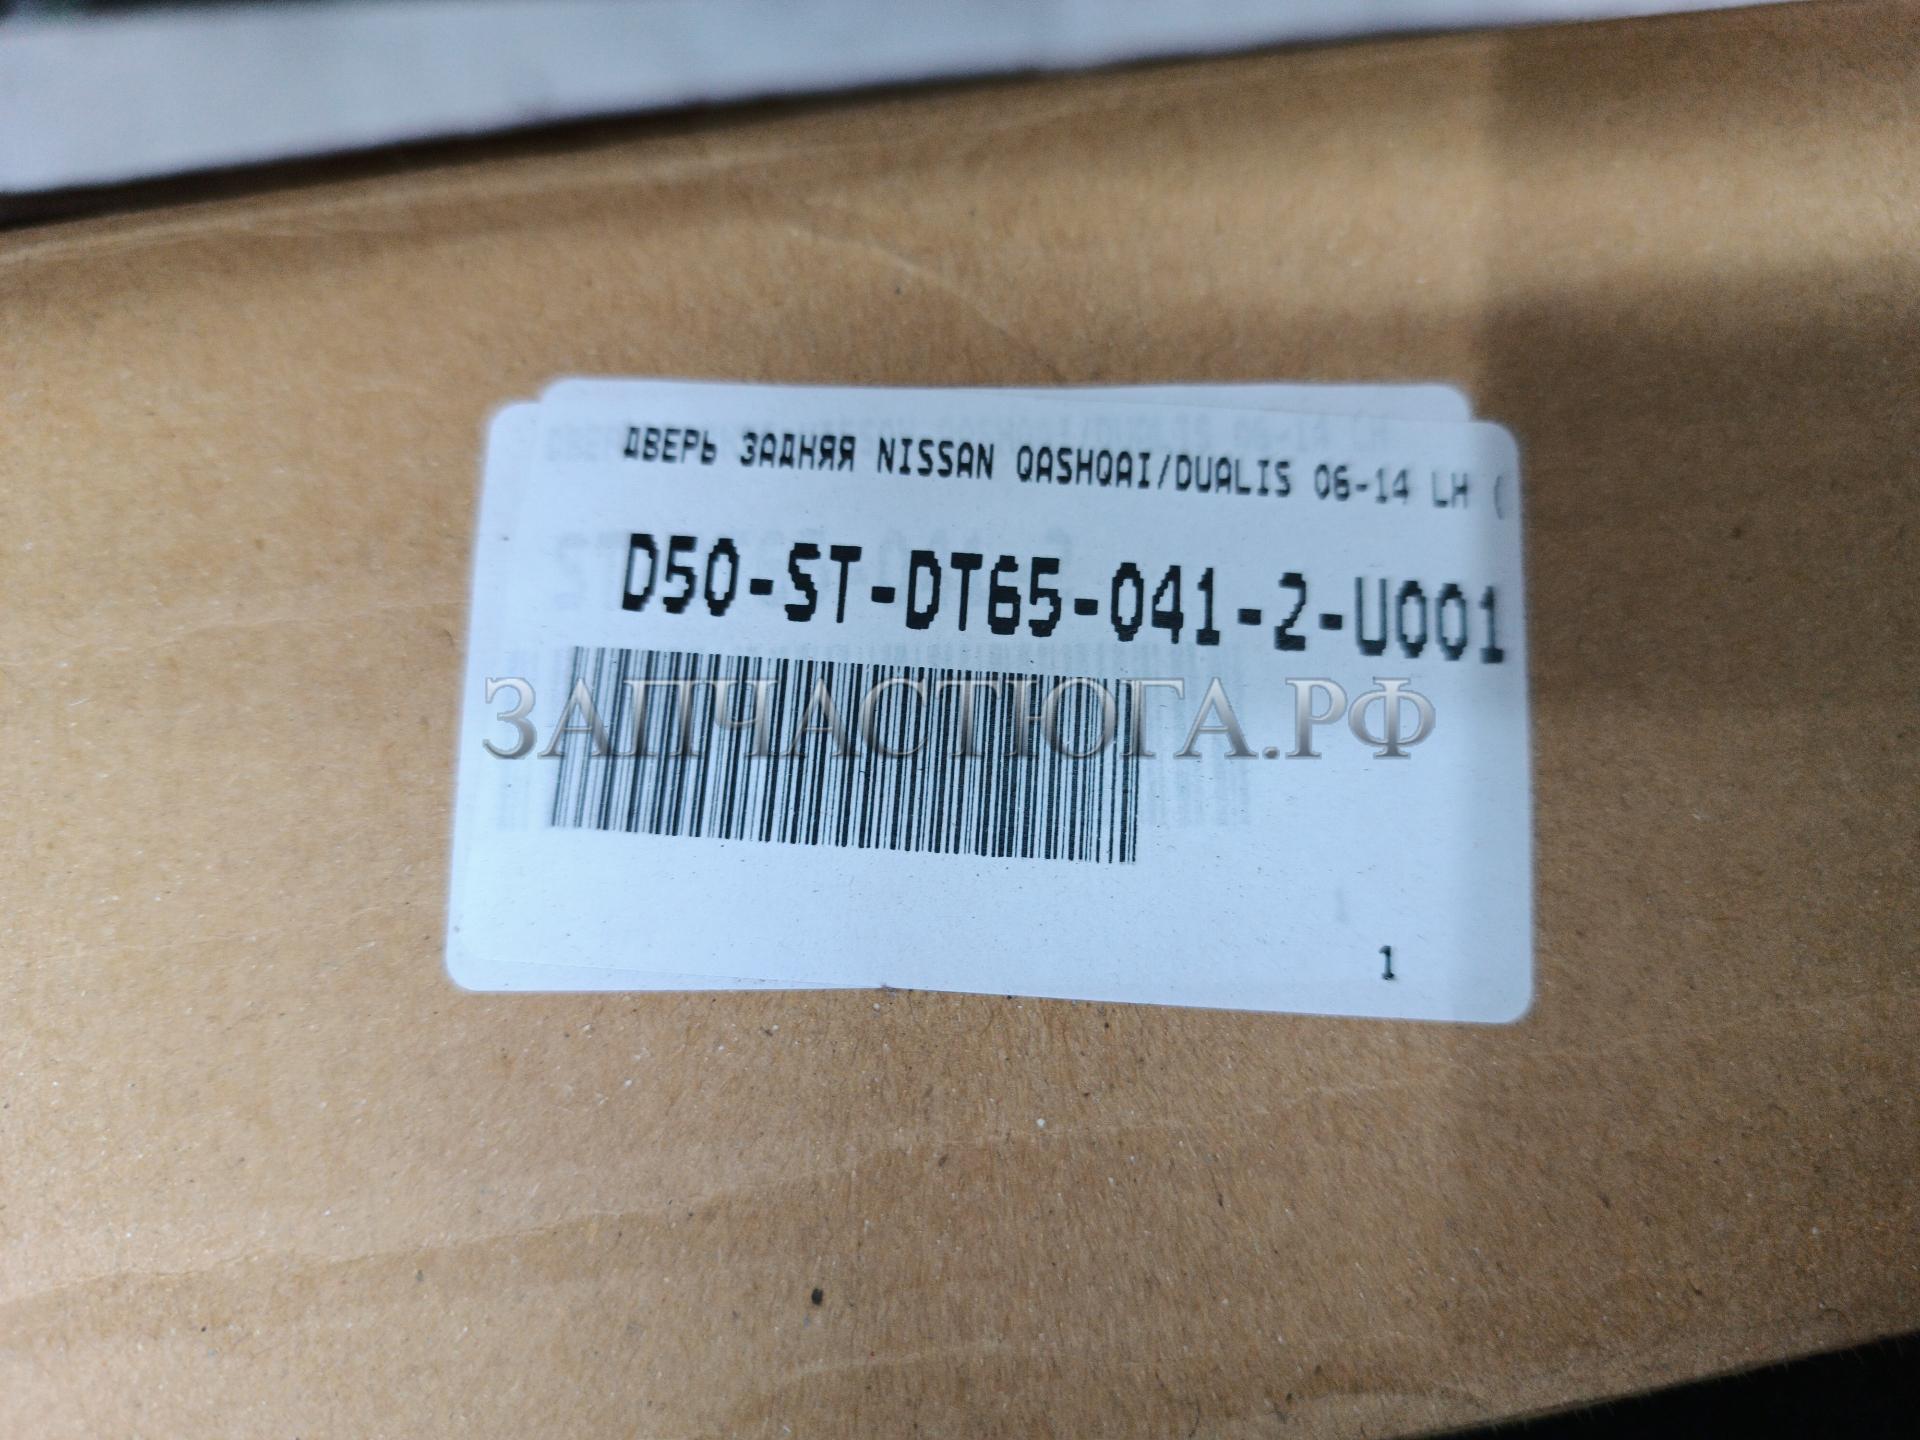 ДВЕРЬ ЗАДНЯЯ NISSAN QASHQAI/DUALIS 06-14 LH (
D50-ST-DT65-041-2-U001
ЗАПЧАСТЮГА.РФ
1